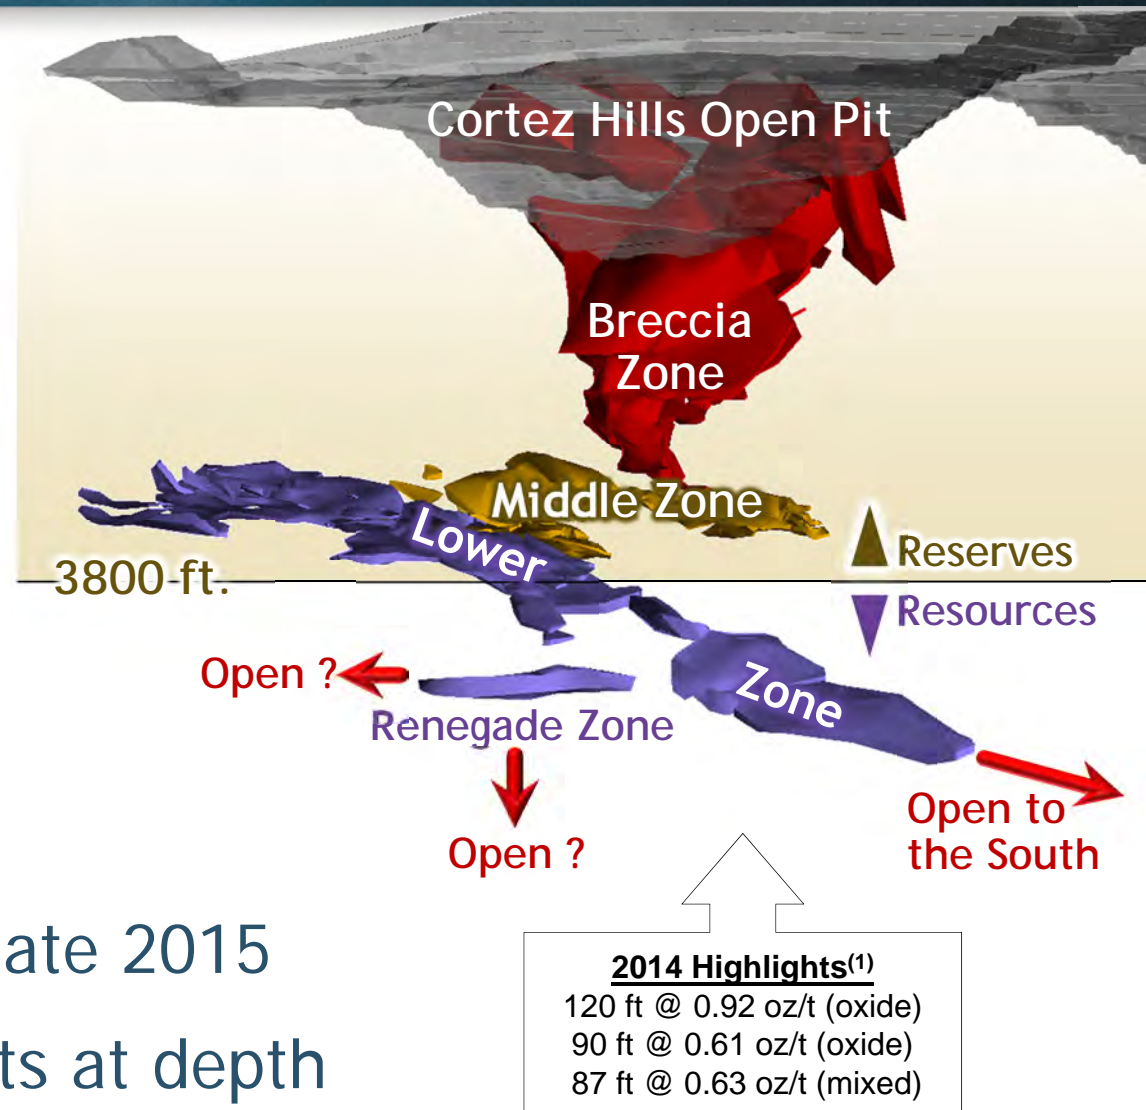 Cortez Hills Open Pit
Breccia
Zone
Middle Zone
Lower
Reserves
3800 ft.
Resources
Open ?
Zone
Renegade Zone
Open to
the South
Open ?
ate 2015
ts at depth
2014 Highlights(1)
120 ft @ 0.92 oz/t (oxide)
90 ft @ 0.61 oz/t (oxide)
87 ft @ 0.63 oz/t (mixed)